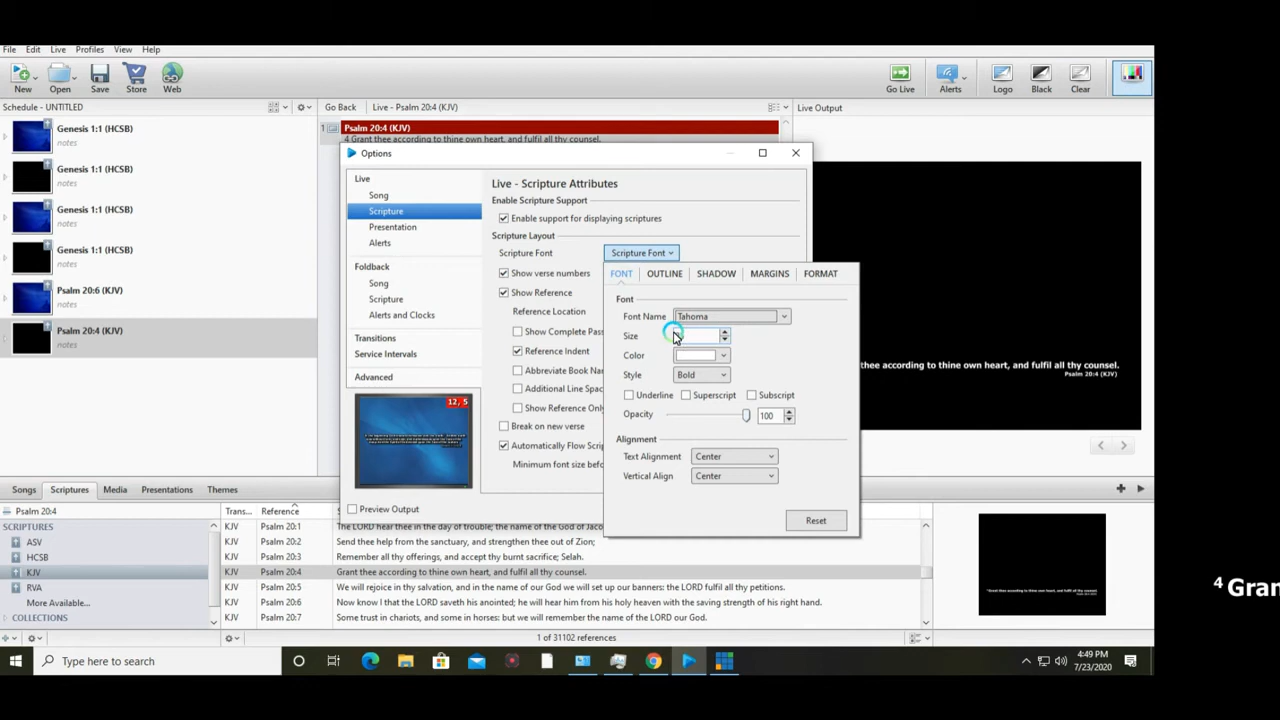 File Edit Live Profiles View Help
New Open Save Store Web Go Live Alerts Logo Black Clear
Schedule - UNTITLED
Go Back Live - Psalm 20:4 (KJV)
Live Output
Genesis 1:1 (HCSB)
notes
Genesis 1:1 (HCSB)
notes
Genesis 1:1 (HCSB)
notes
Genesis 1:1 (HCSB)
notes
Psalm 20:6 (KJV)
notes
Psalm 20:4 (KJV)
notes
1 Psalm 20:4 (KJV)
4 Grant thee according to thine own heart, and fulfil all thy counsel.
Options
Live
Song
Scripture
Presentation
Alerts
Foldback
Song
Scripture
Alerts and Clocks
Transitions
Service Intervals
Advanced
12, 5
Preview Output
Live - Scripture Attributes
Enable Scripture Support
Enable support for displaying scriptures
Scripture Layout
Scripture Font Scripture Font
Show verse numbers
Show Reference
Reference Location
Show Complete Pass
Reference Indent
Abbreviate Book Na
Additional Line Spac
Show Reference Only
Break on new verse
Automatically Flow Scrip
Minimum font size befo
FONT OUTLINE SHADOW MARGINS FORMAT
Font
Font Name Tahoma
Size
Color
Style Bold
Underline Superscript Subscript
Opacity 100
Alignment
Text Alignment Center
Vertical Align Center
Reset
thee according to thine own heart, and fulfil all thy counsel.
Psalm 20:4 (KJV)
Songs Scriptures Media Presentations Themes
Psalm 20:4
SCRIPTURES
ASV
HCSB
KJV
RVA
More Available...
COLLECTIONS
Trans... Reference
KJV Psalm 20:1 The LORD hear thee in the day of trouble; the name of the God of Jaco
KJV Psalm 20:2 Send thee help from the sanctuary, and strengthen thee out of Zion;
KJV Psalm 20:3 Remember all thy offerings, and accept thy burnt sacrifice; Selah.
KJV Psalm 20:4 Grant thee according to thine own heart, and fulfil all thy counsel.
KJV Psalm 20:5 We will rejoice in thy salvation, and in the name of our God we will set up our banners: the LORD fulfil all thy petitions.
KJV Psalm 20:6 Now know I that the LORD saveth his anointed; he will hear him from his holy heaven with the saving strength of his right hand.
KJV Psalm 20:7 Some trust in chariots, and some in horses: but we will remember the name of the LORD our God.
1 of 31102 references
4 Gran
Type here to search
4:49 PM
7/23/2020